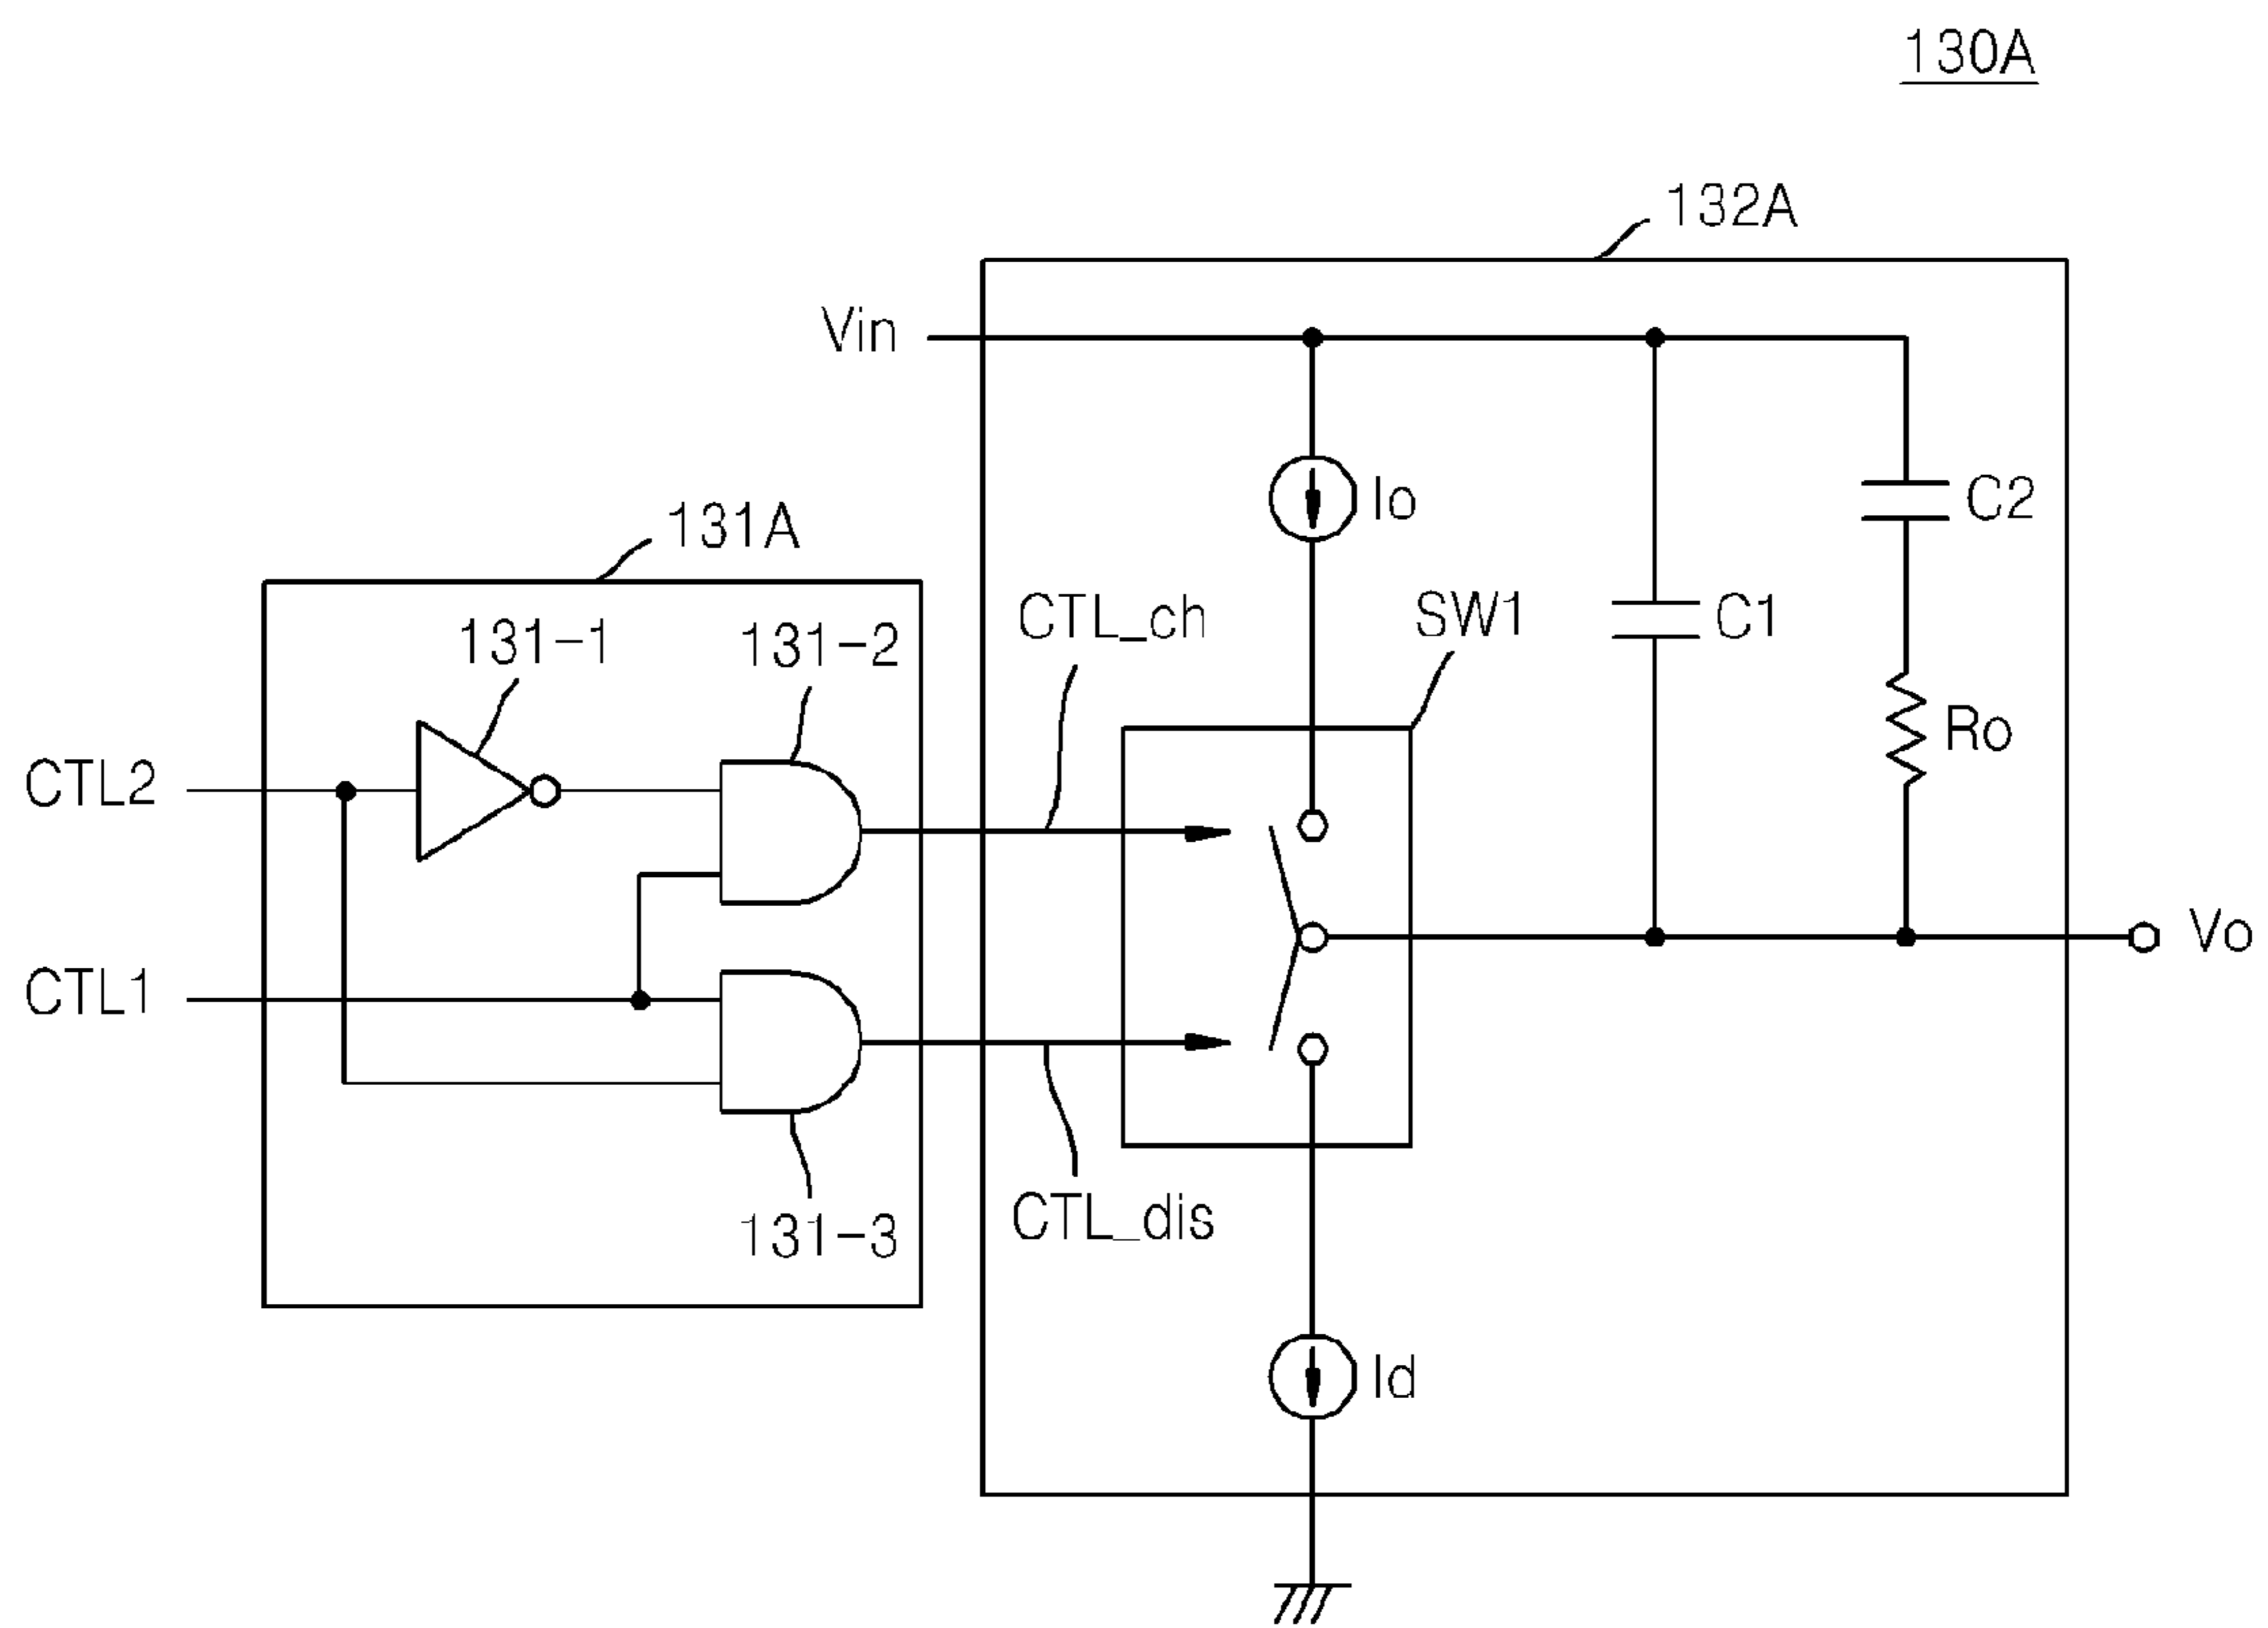 130A
132A
Vin
Io
C2
131A
CTL_ch
SW1
C1
131-1
131-2
Ro
CTL2
Vo
CTL1
CTL_dis
131-3
Id